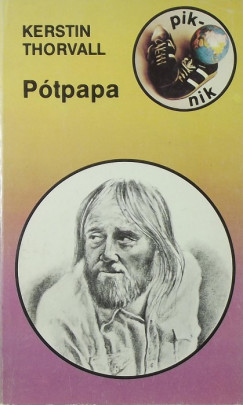 KERSTIN
THORVALL
Pótpapa
pik-
nik